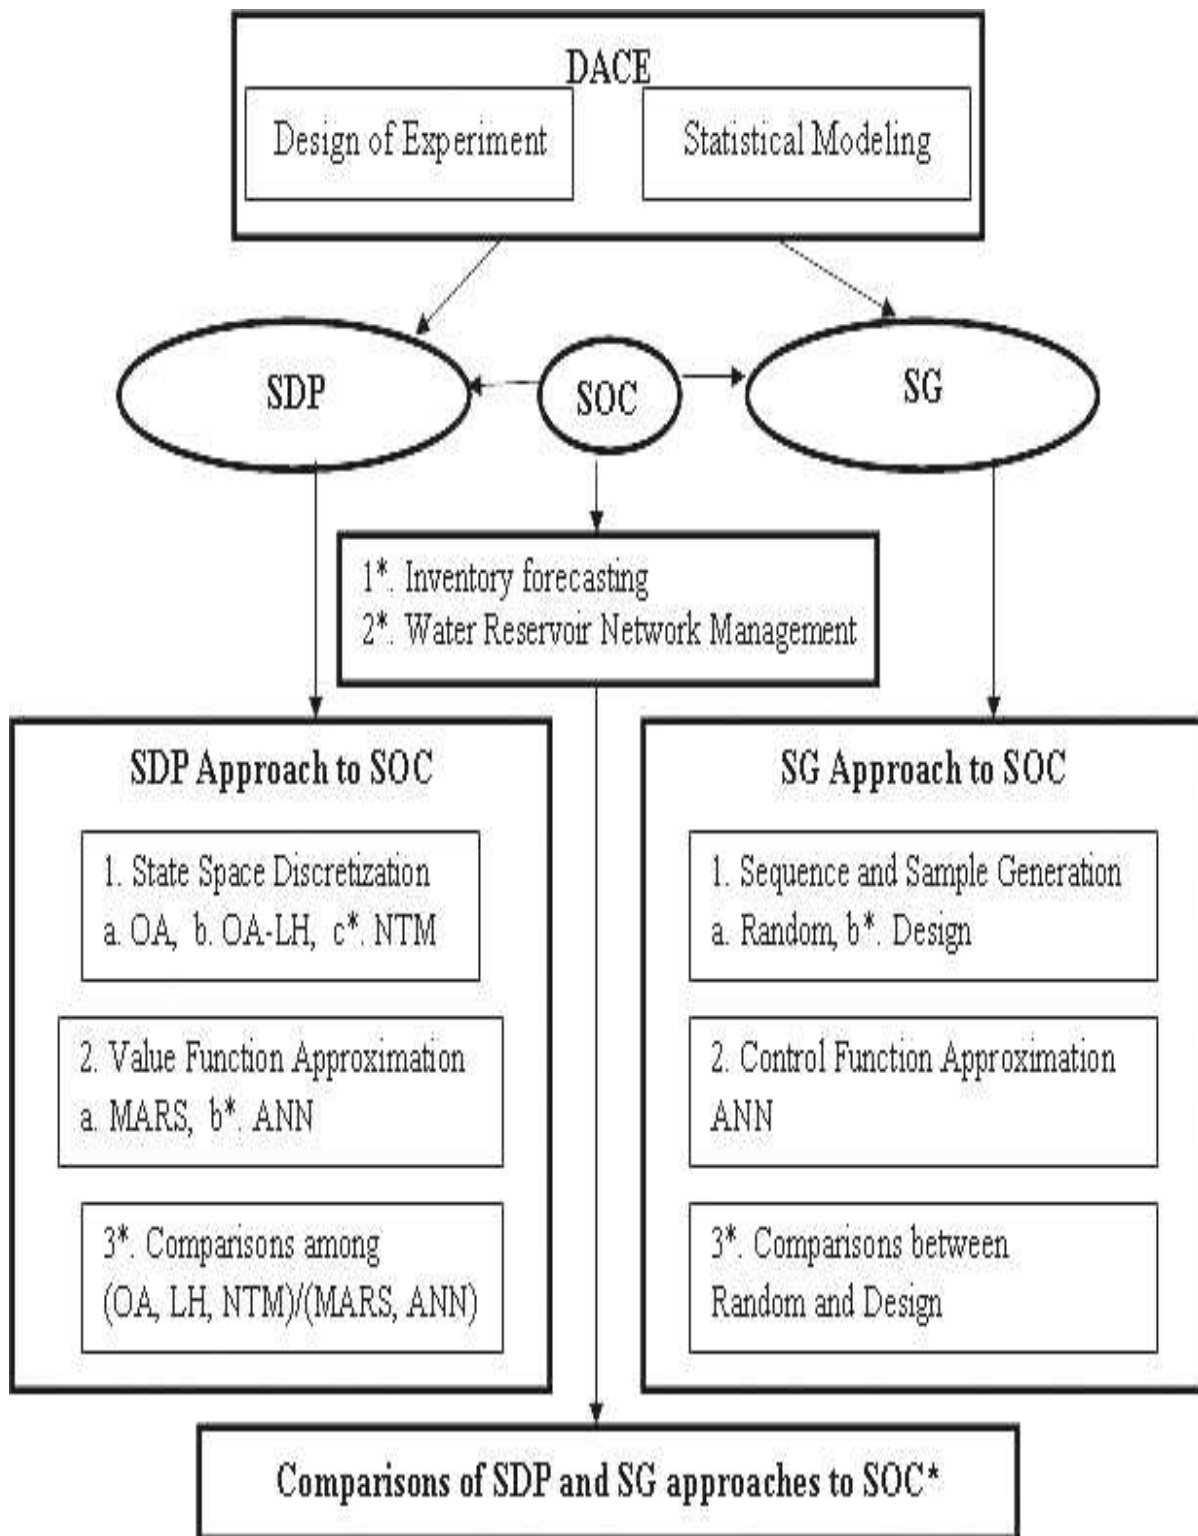 DACE
Design of Experiment
Statistical Modeling
SDP
SOC
SG
1*. Inventory forecasting
2*. Water Reservoir Network Management
SDP Approach to SOC
1. State Space Discretization
a. OA, b. OA-LH, c*. NTM
2. Value Function Approximation
a. MARS, b*. ANN
3*. Comparisons among
(OA, LH, NTM)/(MARS, ANN)
SG Approach to SOC
1. Sequence and Sample Generation
a. Random, b*. Design
2. Control Function Approximation
ANN
3*. Comparisons between
Random and Design
Comparisons of SDP and SG approaches to SOC*